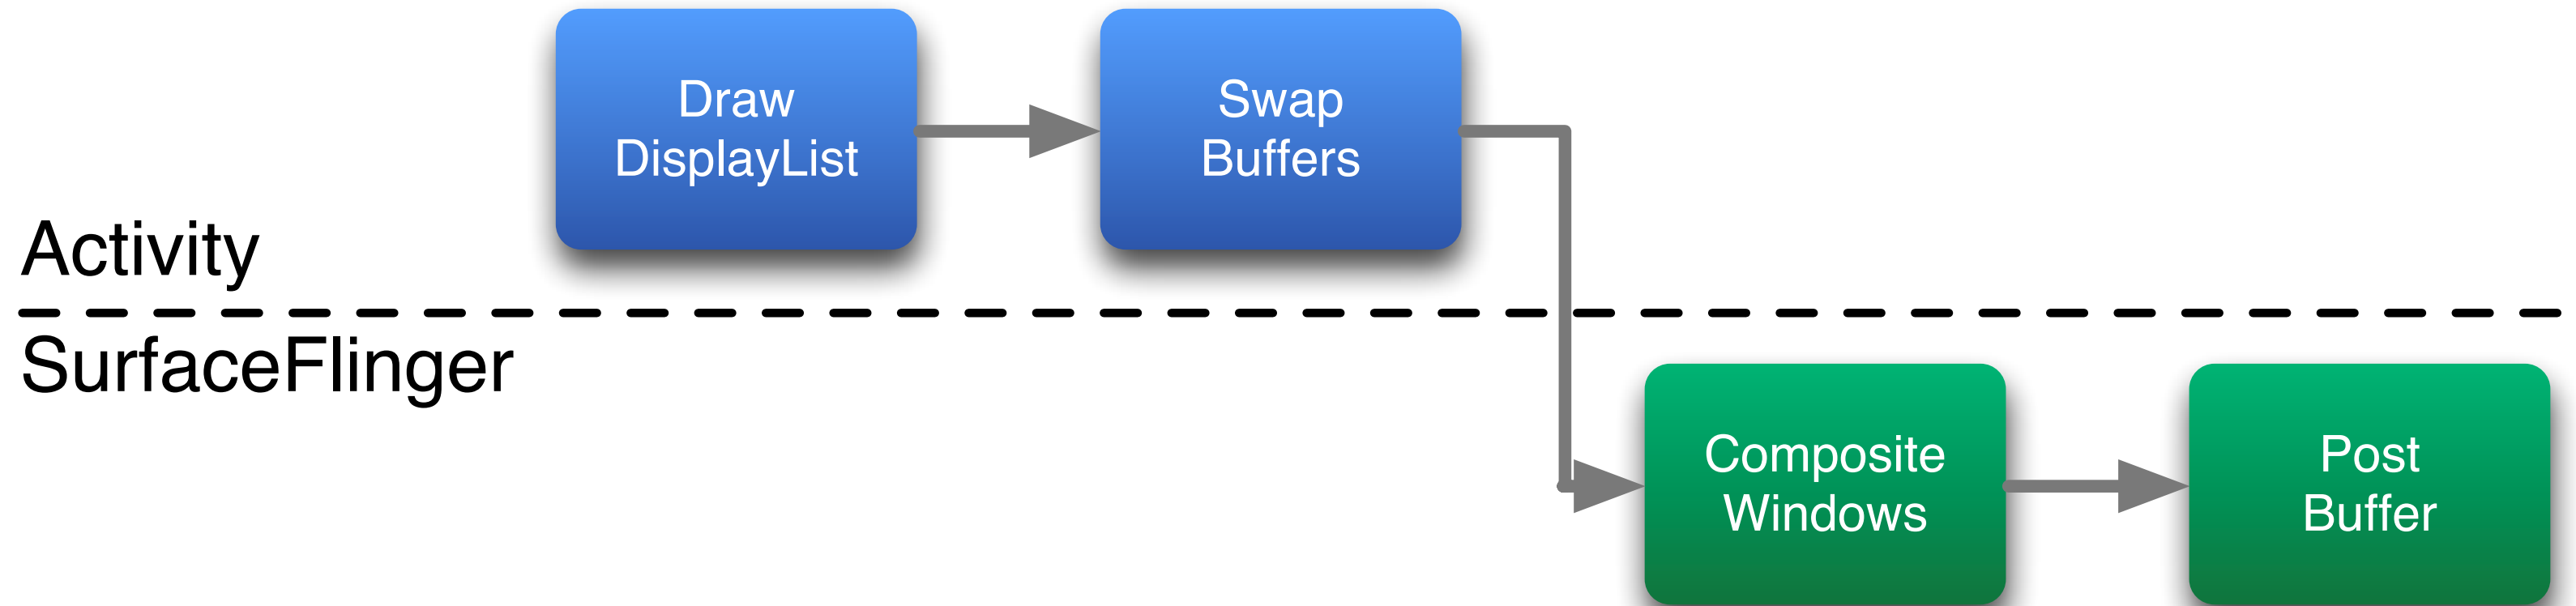 Draw
DisplayList
Swap
Buffers
Activity
SurfaceFlinger
Composite
Windows
Post
Buffer